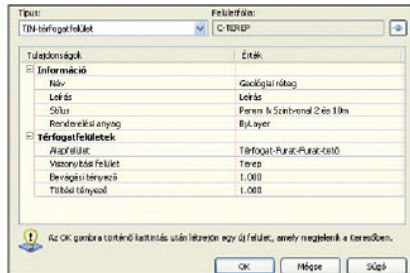 Típus: Felületfólia:
TIN-térfogatfelület C-TEREP
Tulajdonságok Érték
Információ
Név Geológiai réteg
Leírás Leírás
Stílus Perem & Szintvonal 2 és 10m
Renderelési anyag ByLayer
Térfogatfelületek
Alapfelület Térfogat-Furat-Furat-tető
Viszonyítási felület Terep
Bevágási tényező 1.000
Töltési tényező 1.000
Az OK gombra történő kattintás után létrejön egy új felület, amely megjelenik a Keresőben.
OK Mégse Súgó